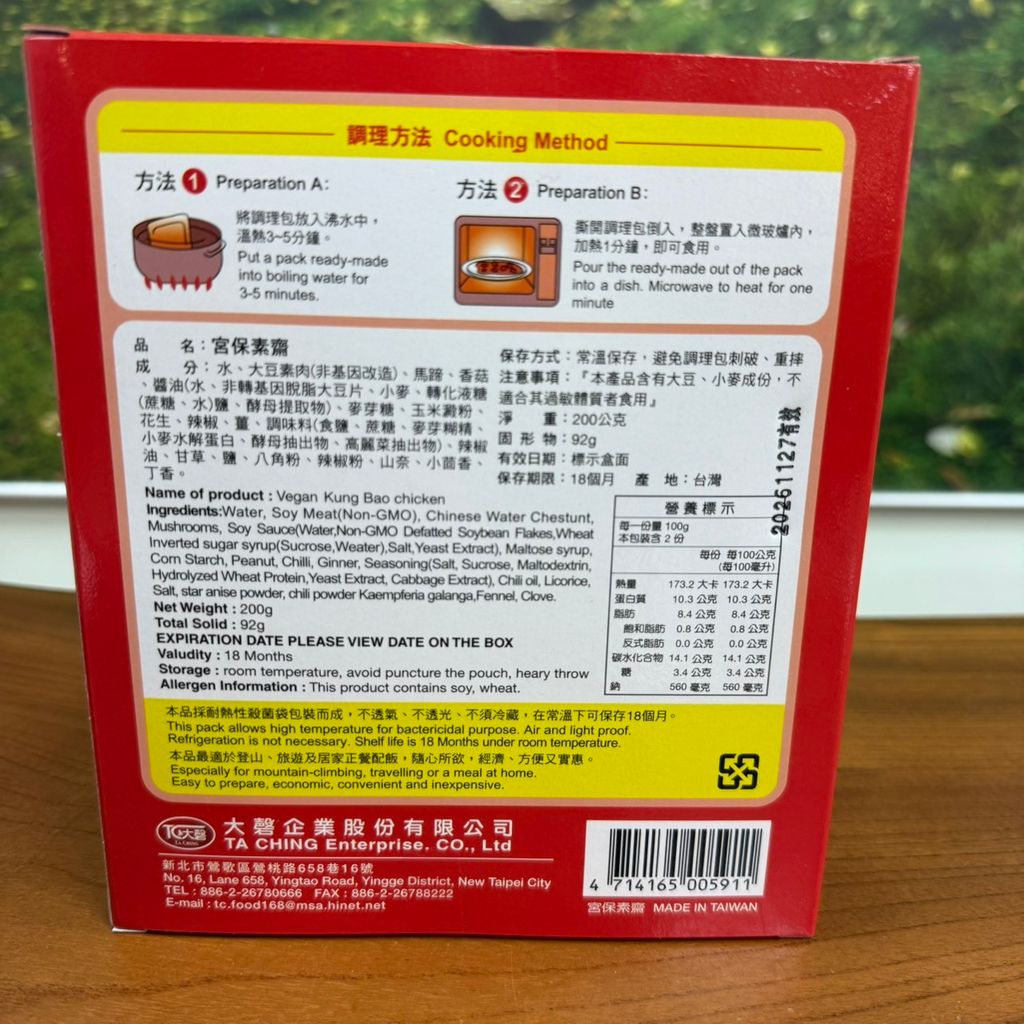 調理方法 Cooking Method
方法 1 Preparation A:
將調理包放入沸水中，
溫熱3~5分鐘。
Put a pack ready-made
into boiling water for
3-5 minutes.
方法 2 Preparation B:
撕開調理包倒入，整盤置入微玻爐內，
加熱1分鐘，即可食用。
Pour the ready-made out of the pack
into a dish. Microwave to heat for one
minute
品　　名：宮保素齋
成　　分：水、大豆素肉(非基因改造)、馬蹄、香菇
、醬油(水、非轉基因脫脂大豆片、小麥、轉化液糖
(蔗糖、水)鹽、酵母提取物)、麥芽糖、玉米澱粉、
花生、辣椒、薑、調味料(食鹽、蔗糖、麥芽糊精、
小麥水解蛋白、酵母抽出物、高麗菜抽出物)、辣椒
油、甘草、鹽、八角粉、辣椒粉、山奈、小茴香、
丁香。
Name of product : Vegan Kung Bao chicken
Ingredients:Water, Soy Meat(Non-GMO), Chinese Water Chestunt,
Mushrooms, Soy Sauce(Water,Non-GMO Defatted Soybean Flakes,Wheat
Inverted sugar syrup(Sucrose,Weater),Salt,Yeast Extract), Maltose syrup,
Corn Starch, Peanut, Chilli, Ginner, Seasoning(Salt, Sucrose, Maltodextrin,
Hydrolyzed Wheat Protein,Yeast Extract, Cabbage Extract), Chili oil, Licorice,
Salt, star anise powder, chili powder Kaempferia galanga,Fennel, Clove.
Net Weight : 200g
Total Solid : 92g
EXPIRATION DATE PLEASE VIEW DATE ON THE BOX
Valudity : 18 Months
Storage : room temperature, avoid puncture the pouch, heary throw
Allergen Information : This product contains soy, wheat.
保存方式：常溫保存，避免調理包刺破、重摔
注意事項：『本產品含有大豆、小麥成份，不
適合其過敏體質者食用』
淨　　重：200公克
固 形 物：92g
有效日期：標示盒面
保存期限：18個月　產　地：台灣
20261127有效
營養標示
每一份量 100g
本包裝含 2 份
每份 每100公克
(每100毫升)
熱量 173.2 大卡 173.2 大卡
蛋白質 10.3 公克 10.3 公克
脂肪 8.4 公克 8.4 公克
飽和脂肪 0.8 公克 0.8 公克
反式脂肪 0.0 公克 0.0 公克
碳水化合物 14.1 公克 14.1 公克
糖 3.4 公克 3.4 公克
鈉 560 毫克 560 毫克
本品採耐熱性殺菌袋包裝而成，不透氣、不透光、不須冷藏，在常溫下可保存18個月。
This pack allows high temperature for bactericidal purpose. Air and light proof.
Refrigeration is not necessary. Shelf life is 18 Months under room temperature.
本品最適於登山、旅遊及居家正餐配飯，隨心所欲，經濟、方便又實惠。
Especially for mountain-climbing, travelling or a meal at home.
Easy to prepare, economic, convenient and inexpensive.
TC大磬
TA CHING
大磬企業股份有限公司
TA CHING Enterprise. CO., Ltd
新北市鶯歌區鶯桃路658巷16號
No. 16, Lane 658, Yingtao Road, Yingge District, New Taipei City
TEL : 886-2-26780666 FAX : 886-2-26788222
E-mail : tc.food168@msa.hinet.net
4 714165 005911
宮保素齋 MADE IN TAIWAN